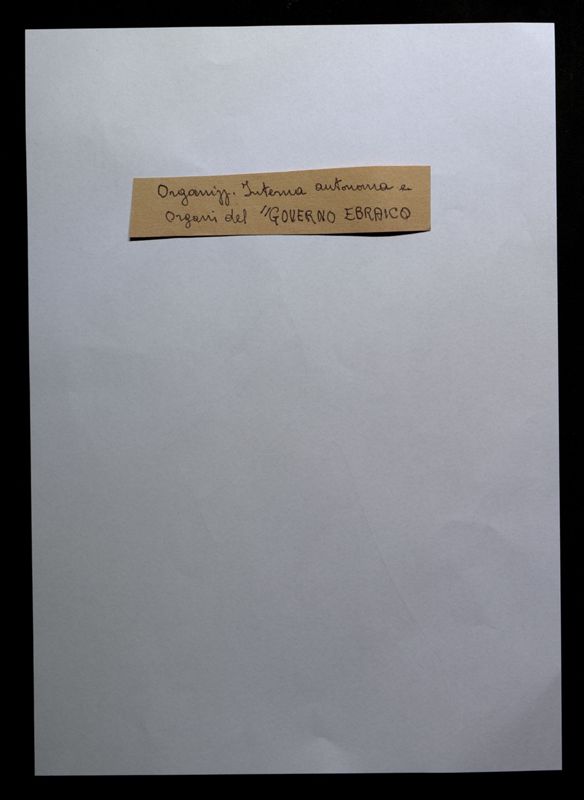 Organizz. Interna autonoma e
Organi del "GOVERNO EBRAICO